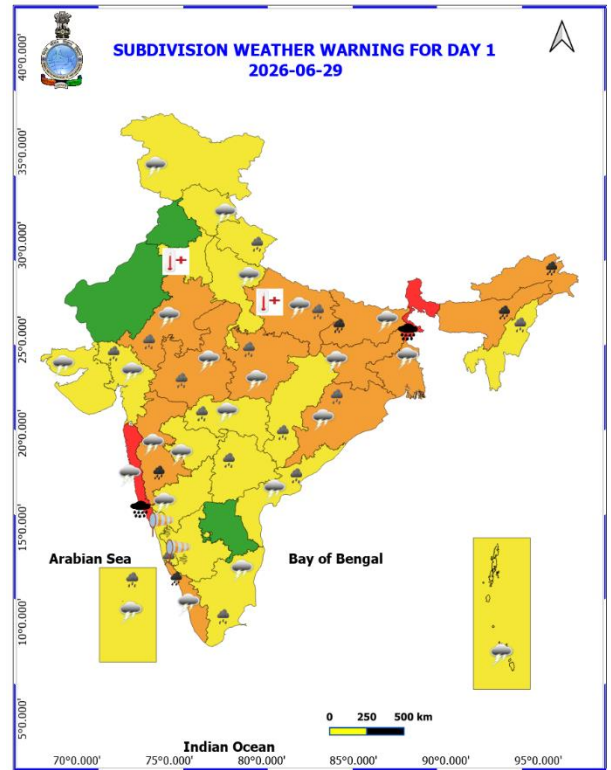 SUBDIVISION WEATHER WARNING FOR DAY 1
2026-06-29
40°0.000'
35°0.000'
30°0.000'
25°0.000'
20°0.000'
15°0.000'
10°0.000'
5°0.000'
Arabian Sea
Bay of Bengal
0 250 500 km
Indian Ocean
70°0.000' 75°0.000' 80°0.000' 85°0.000' 90°0.000' 95°0.000'